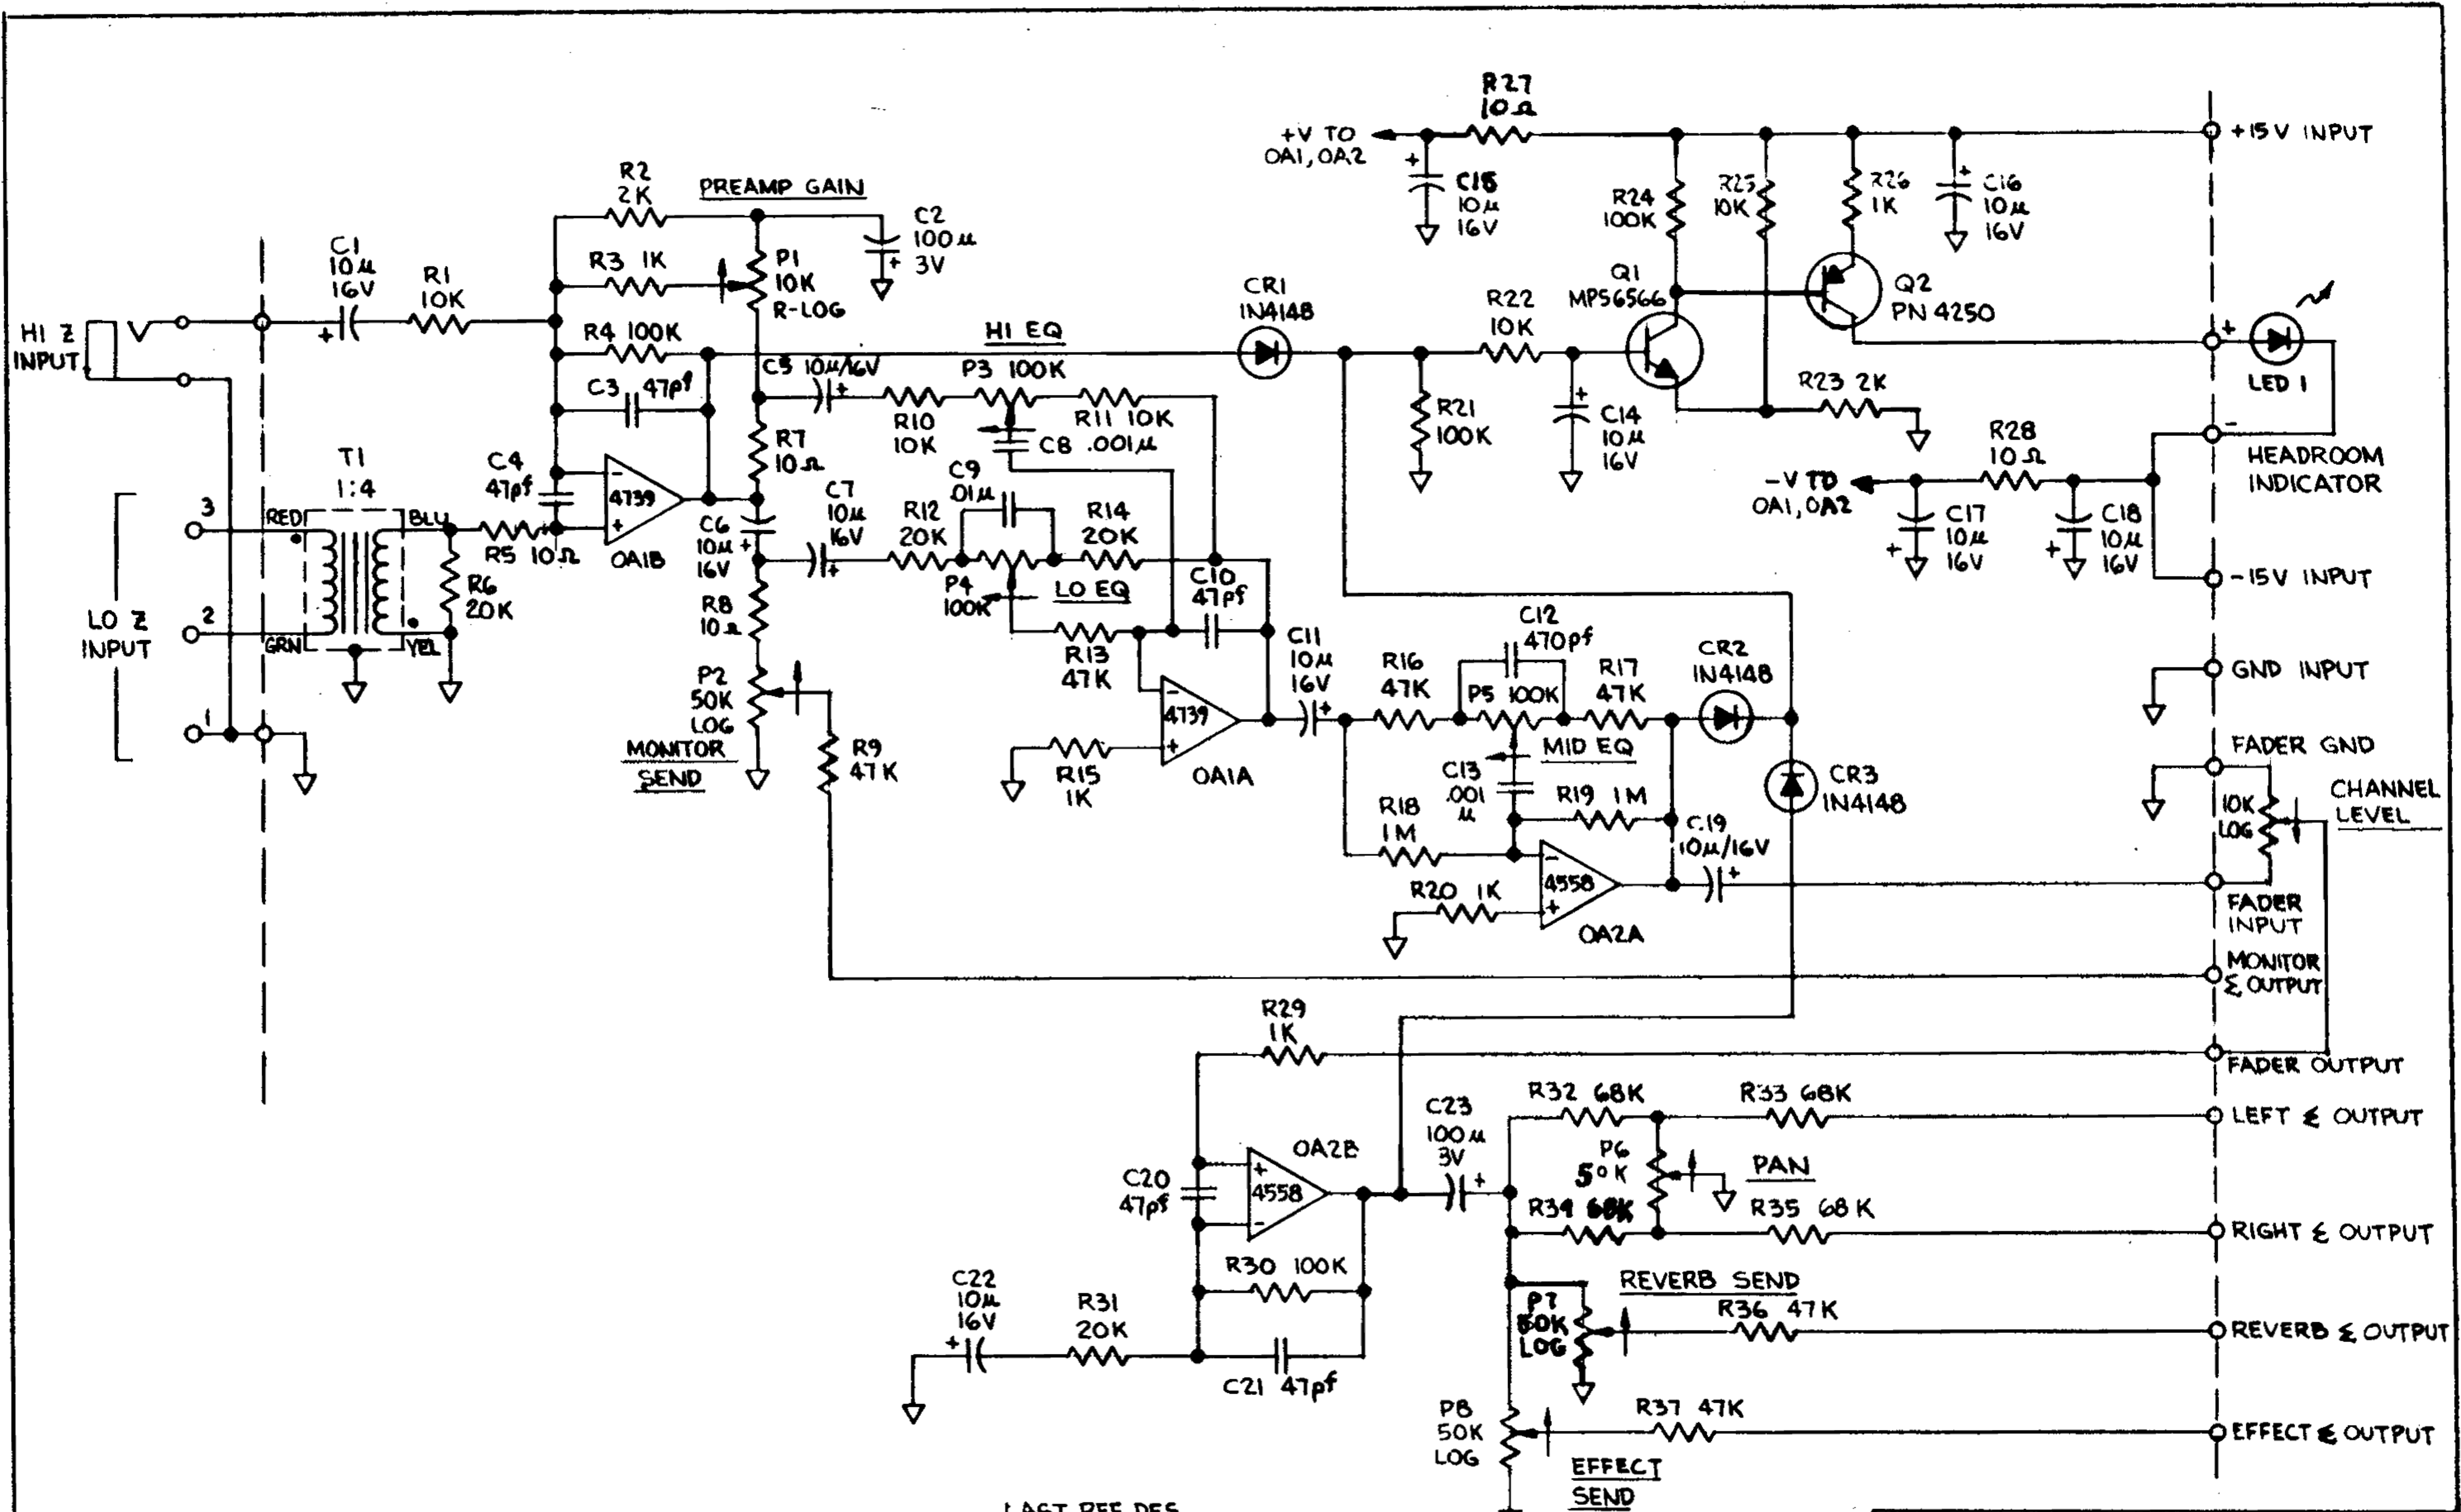 R27
10Ω
+V TO
OA1, OA2
+15V INPUT
C15
10µ
16V
R24
100K
R25
10K
R26
1K
C16
10µ
16V
R2
2K
PREAMP GAIN
C2
100µ
3V
R3 1K
P1
10K
R-LOG
C1
10µ
16V
R1
10K
HI Z
INPUT
R4 100K
C3 47pf
HI EQ
CR1
1N4148
R22
10K
Q1
MPS6566
Q2
PN 4250
LED 1
C5 10µ/16V
P3 100K
R10
10K
R11 10K
C8 .001µ
R21
100K
C14
10µ
16V
R23 2K
R28
10Ω
HEADROOM
INDICATOR
-V TO
OA1, OA2
C17
10µ
16V
C18
10µ
16V
-15V INPUT
T1
1:4
C4
47pf
4739
OA1B
R7
10Ω
C9
.01µ
C7
10µ
16V
R12
20K
R14
20K
3
RED
BLU
R5 10Ω
C6
10µ
16V
R6
20K
LO Z
INPUT
2
GRN
YEL
R8
10Ω
P4
100K
LO EQ
C10
47pf
R13
47K
P2
50K
LOG
MONITOR
SEND
R9
47K
1
4739
OA1A
R15
1K
C11
10µ
16V
C12
470pf
R16
47K
P5 100K
R17
47K
CR2
1N4148
GND INPUT
MID EQ
C13
.001
µ
R19 1M
R18
1M
C19
10µ/16V
CR3
1N4148
FADER GND
10K
LOG
CHANNEL
LEVEL
R20 1K
4558
OA2A
FADER
INPUT
MONITOR
Σ OUTPUT
R29
1K
FADER OUTPUT
R32 68K
R33 68K
LEFT Σ OUTPUT
C23
100µ
3V
OA2B
4558
C20
47pf
P6
50K
PAN
R34 68K
R35 68K
RIGHT Σ OUTPUT
R30 100K
C22
10µ
16V
R31
20K
C21 47pf
REVERB SEND
P7
50K
LOG
R36 47K
REVERB Σ OUTPUT
P8
50K
LOG
R37 47K
EFFECT Σ OUTPUT
EFFECT
SEND
LAST REF DES